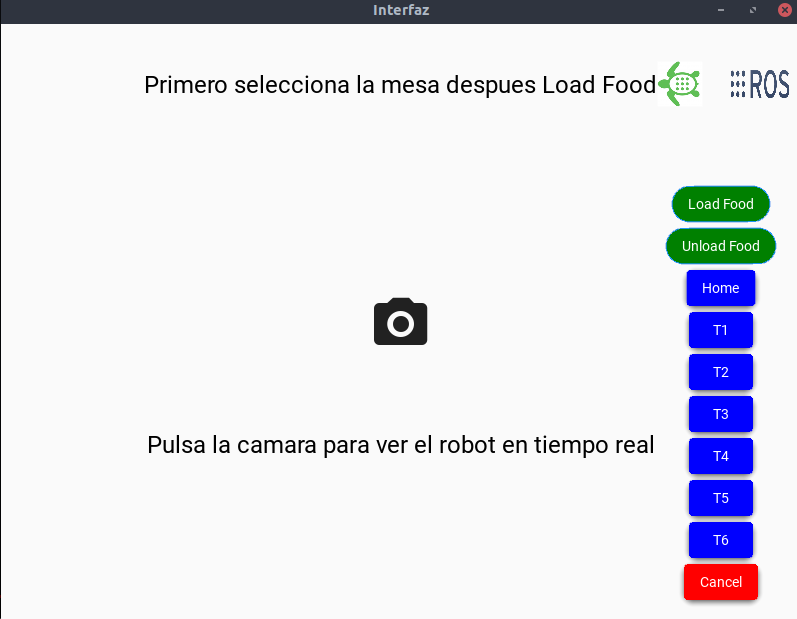 Interfaz
Primero selecciona la mesa despues Load Food
ROS
Load Food
Unload Food
Home
T1
T2
T3
T4
Pulsa la camara para ver el robot en tiempo real
T5
T6
Cancel